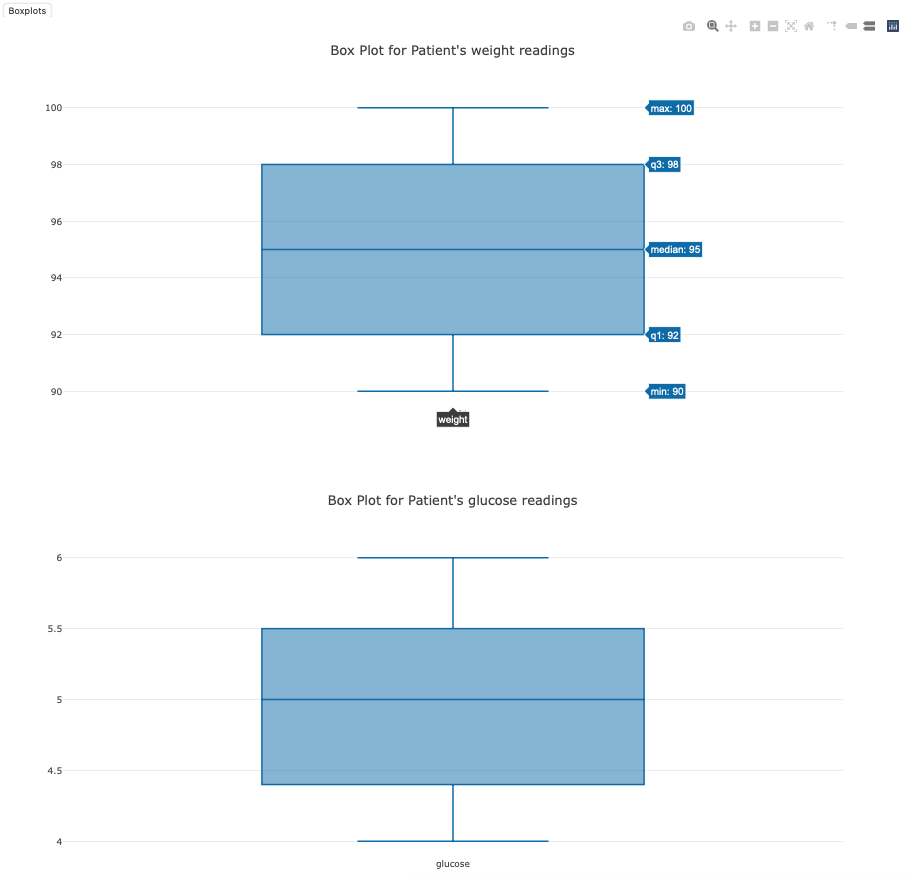 Boxplots
Box Plot for Patient's weight readings
100
max: 100
98
q3: 98
96
median: 95
94
92
q1: 92
90
min: 90
weight
Box Plot for Patient's glucose readings
6
5.5
5
4.5
4
glucose